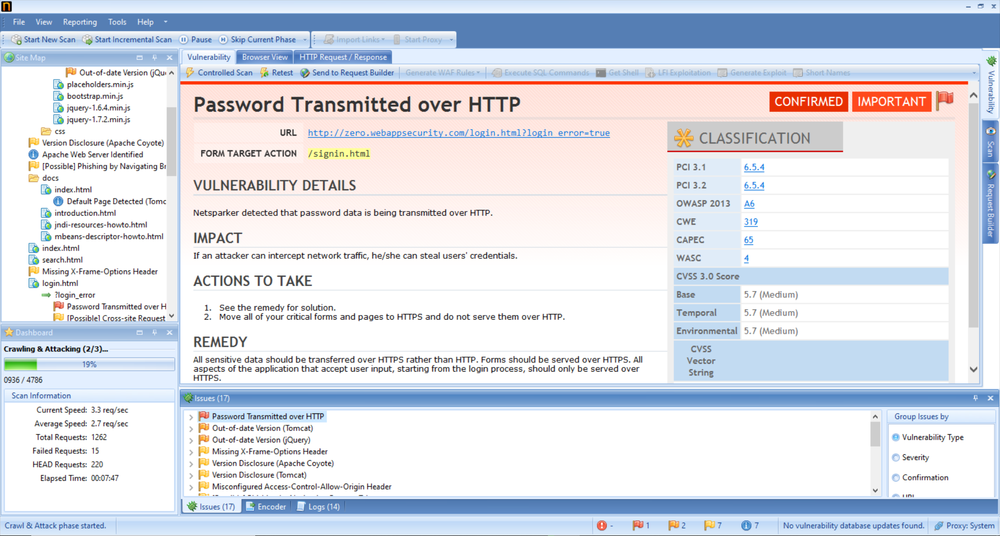 n
File View Reporting Tools Help
Start New Scan Start Incremental Scan Pause Skip Current Phase Import Links Start Proxy
Site Map
Out-of-date Version (jQu
placeholders.min.js
bootstrap.min.js
jquery-1.6.4.min.js
jquery-1.7.2.min.js
css
Version Disclosure (Apache Coyote)
Apache Web Server Identified
[Possible] Phishing by Navigating Br
docs
index.html
Default Page Detected (Tomc
introduction.html
jndi-resources-howto.html
mbeans-descriptor-howto.html
index.html
search.html
Missing X-Frame-Options Header
login.html
?login_error
Password Transmitted over H
[Possible] Cross-site Request
Dashboard
Crawling & Attacking (2/3)...
19%
0936 / 4786
Scan Information
Current Speed: 3.3 req/sec
Average Speed: 2.7 req/sec
Total Requests: 1262
Failed Requests: 15
HEAD Requests: 220
Elapsed Time: 00:07:47
Vulnerability Browser View HTTP Request / Response
Controlled Scan Retest Send to Request Builder Generate WAF Rules Execute SQL Commands Get Shell LFI Exploitation Generate Exploit Short Names
Password Transmitted over HTTP
CONFIRMED IMPORTANT
URL http://zero.webappsecurity.com/login.html?login_error=true
FORM TARGET ACTION /signin.html
VULNERABILITY DETAILS
Netsparker detected that password data is being transmitted over HTTP.
IMPACT
If an attacker can intercept network traffic, he/she can steal users' credentials.
ACTIONS TO TAKE
1. See the remedy for solution.
2. Move all of your critical forms and pages to HTTPS and do not serve them over HTTP.
REMEDY
All sensitive data should be transferred over HTTPS rather than HTTP. Forms should be served over HTTPS. All
aspects of the application that accept user input, starting from the login process, should only be served over
HTTPS.
CLASSIFICATION
PCI 3.1 6.5.4
PCI 3.2 6.5.4
OWASP 2013 A6
CWE 319
CAPEC 65
WASC 4
CVSS 3.0 Score
Base 5.7 (Medium)
Temporal 5.7 (Medium)
Environmental 5.7 (Medium)
CVSS
Vector
String
Vulnerability
Scan
Request Builder
Issues (17)
Password Transmitted over HTTP
Out-of-date Version (Tomcat)
Out-of-date Version (jQuery)
Missing X-Frame-Options Header
Version Disclosure (Apache Coyote)
Version Disclosure (Tomcat)
Misconfigured Access-Control-Allow-Origin Header
Group Issues by
Vulnerability Type
Severity
Confirmation
URL
Issues (17) Encoder Logs (14)
Crawl & Attack phase started.
- 1 2 7 7 No vulnerability database updates found. Proxy: System